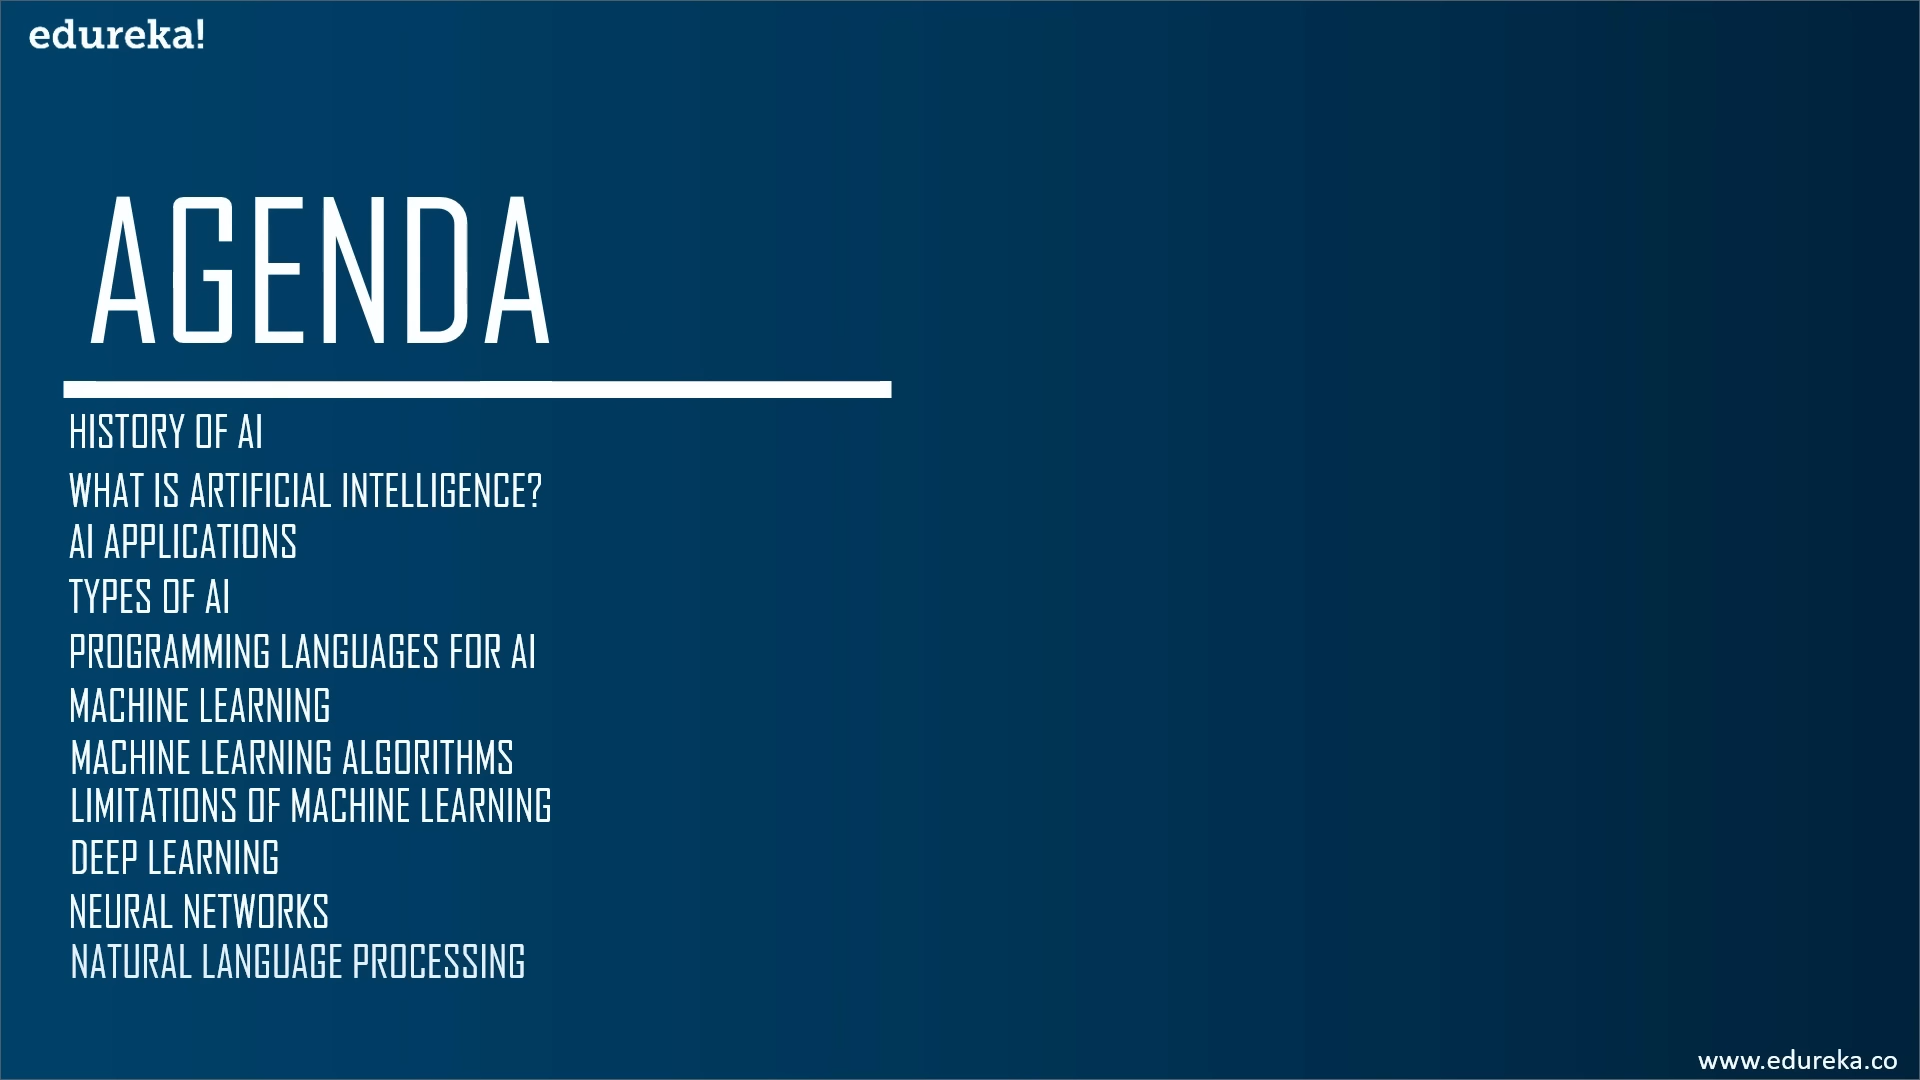 edureka!
AGENDA
HISTORY OF AI
WHAT IS ARTIFICIAL INTELLIGENCE?
AI APPLICATIONS
TYPES OF AI
PROGRAMMING LANGUAGES FOR AI
MACHINE LEARNING
MACHINE LEARNING ALGORITHMS
LIMITATIONS OF MACHINE LEARNING
DEEP LEARNING
NEURAL NETWORKS
NATURAL LANGUAGE PROCESSING
www.edureka.co